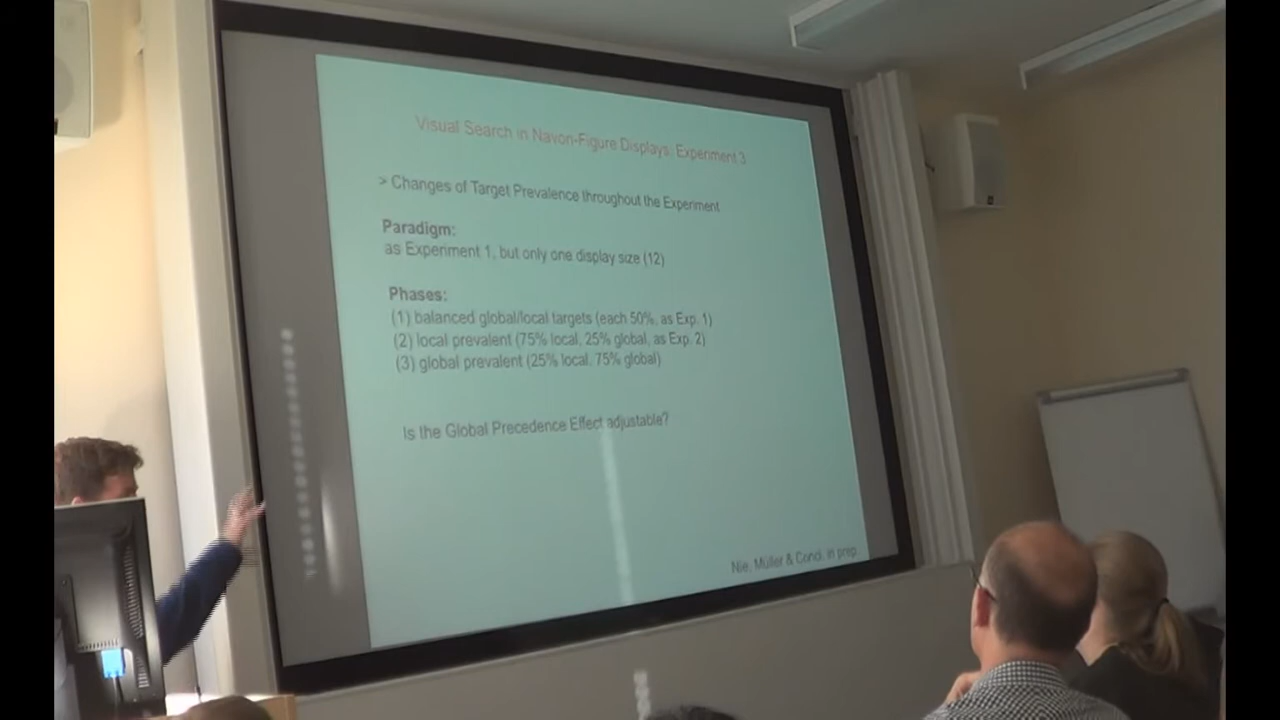 Visual Search in Navon-Figure Displays: Experiment 3
> Changes of Target Prevalence throughout the Experiment
Paradigm:
as Experiment 1, but only one display size (12)
Phases:
(1) balanced global/local targets (each 50%, as Exp. 1)
(2) local prevalent (75% local, 25% global, as Exp. 2)
(3) global prevalent (25% local, 75% global)
Is the Global Precedence Effect adjustable?
Nie, Müller & Conci, in prep.